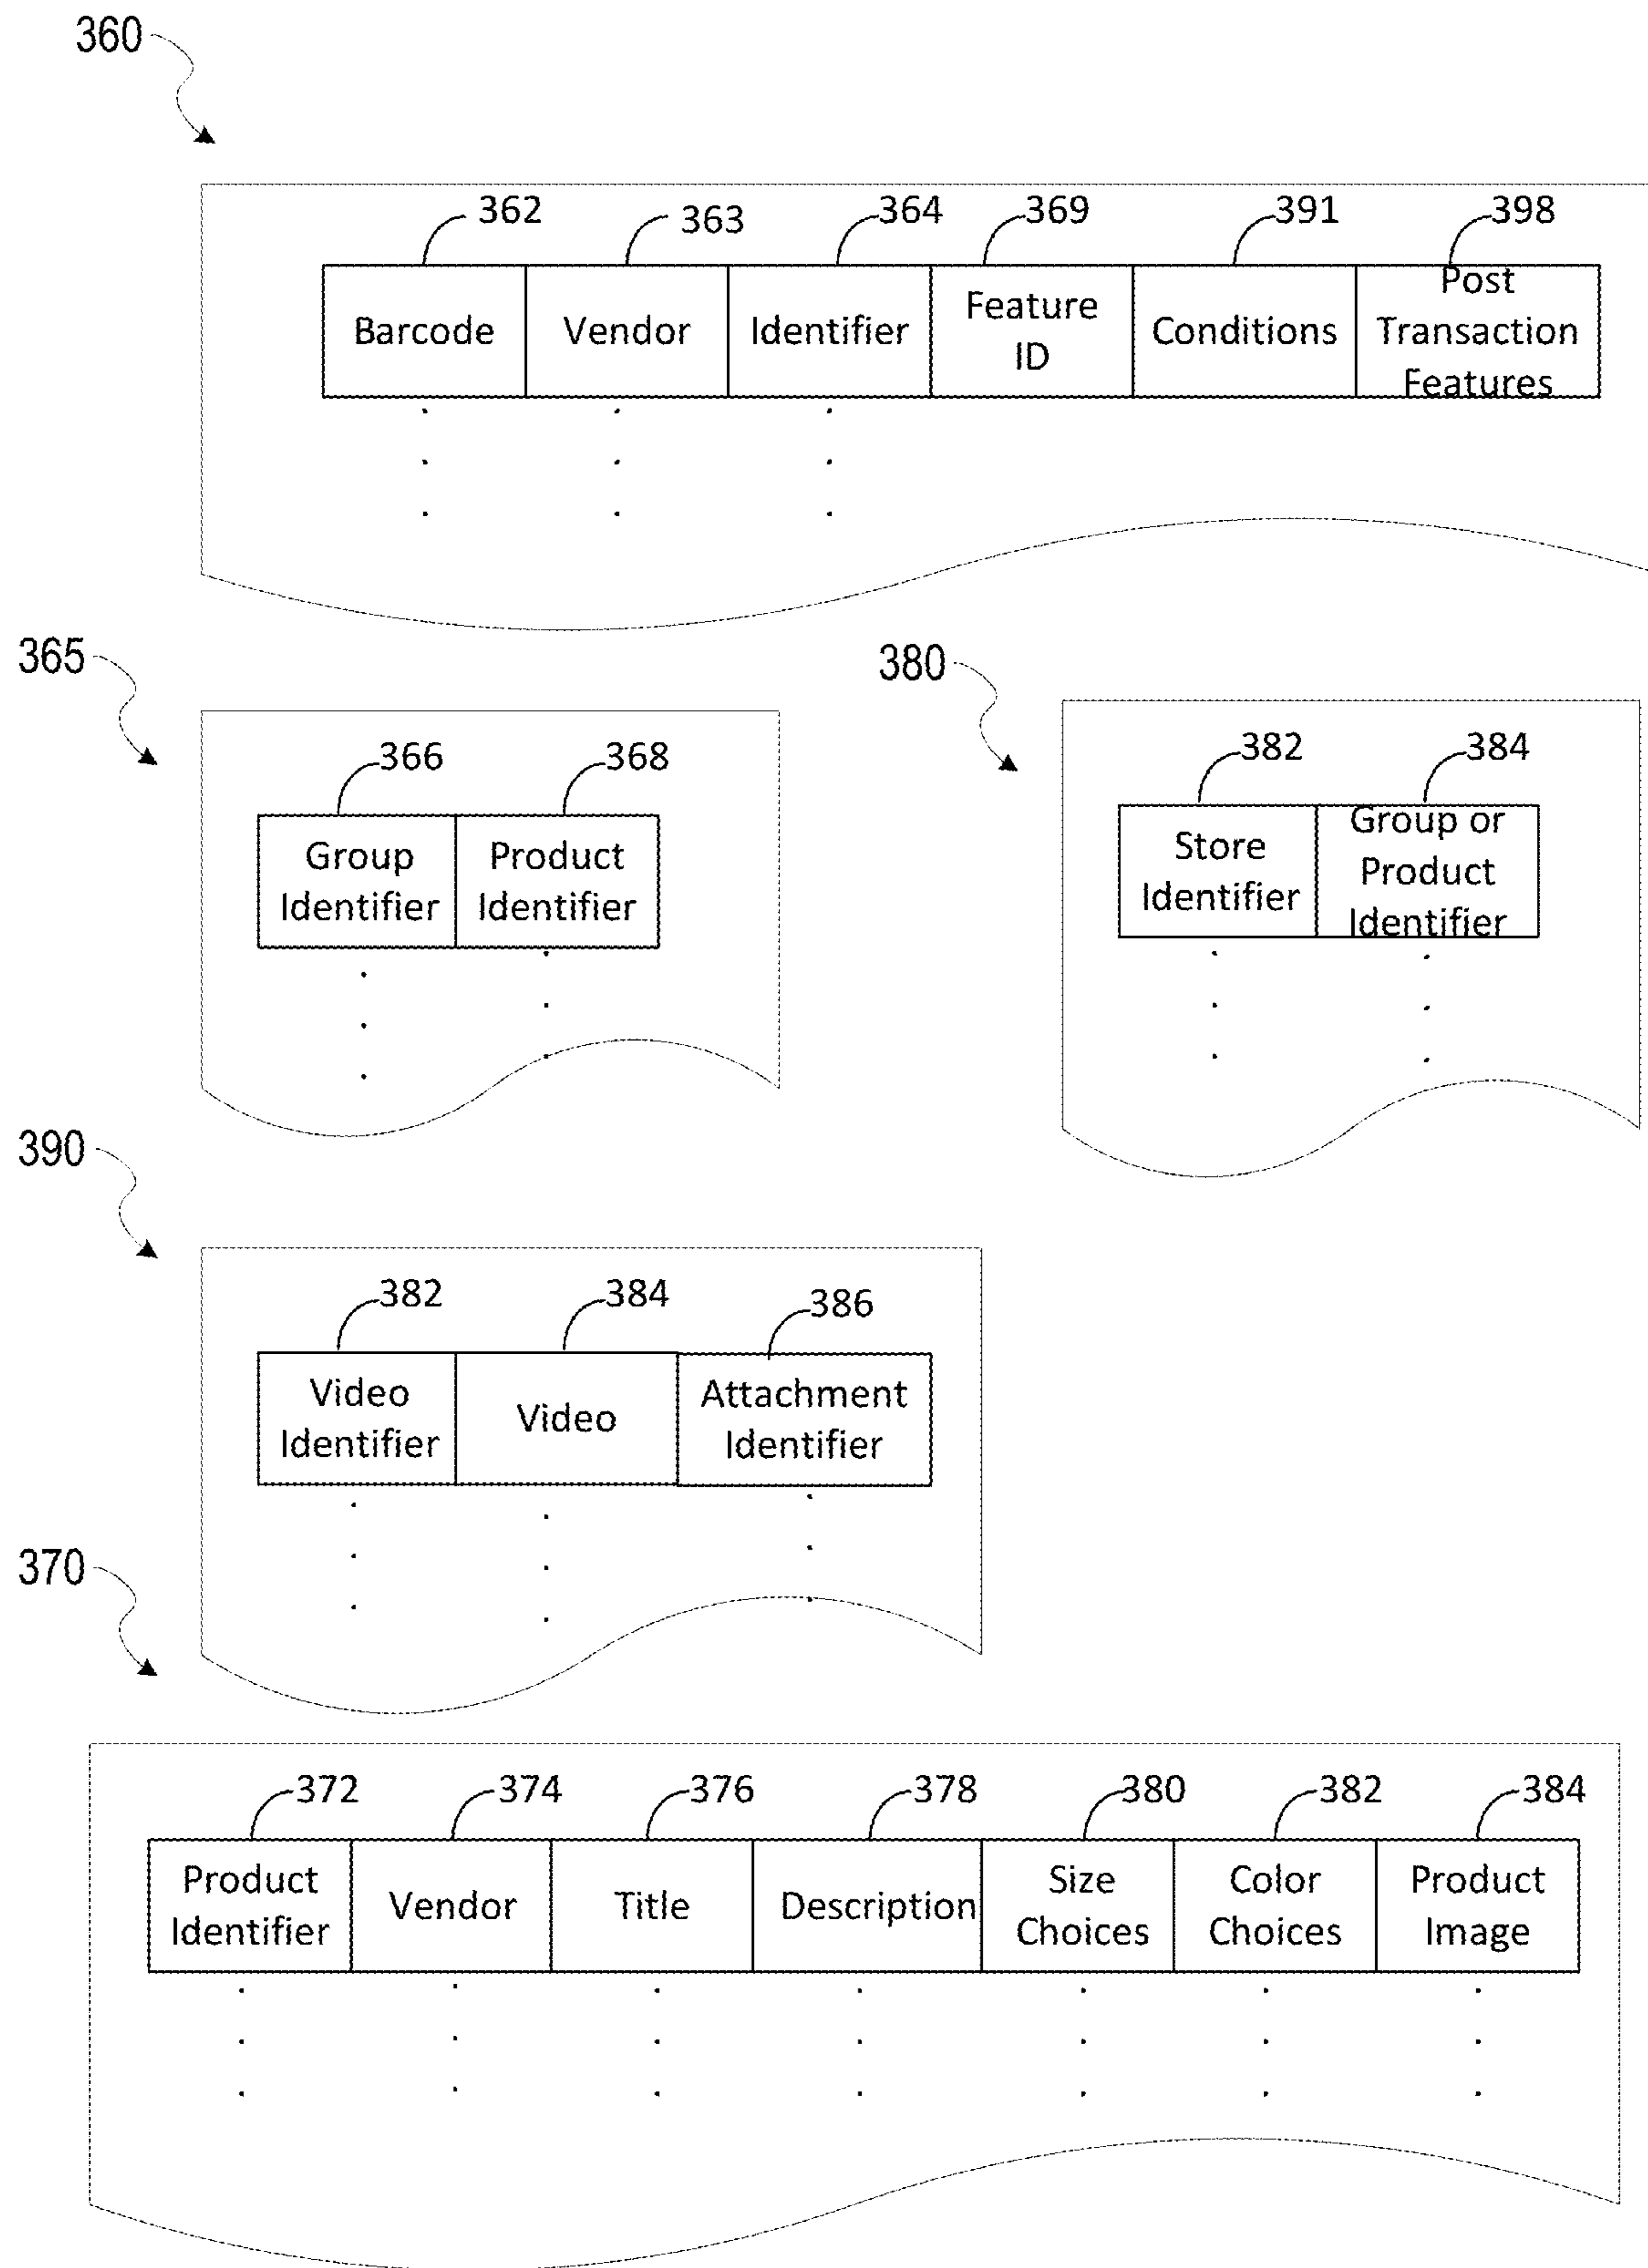 360
362 363 364 369 391 398
Barcode Vendor Identifier Feature ID Conditions Post Transaction Features
365
380
366 368
382 384
Group Identifier Product Identifier
Store Identifier Group or Product Identifier
390
382 384 386
Video Identifier Video Attachment Identifier
370
372 374 376 378 380 382 384
Product Identifier Vendor Title Description Size Choices Color Choices Product Image